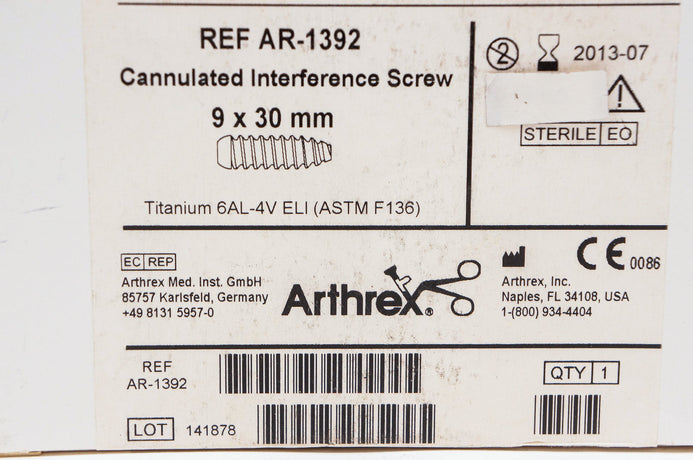 REF AR-1392
Cannulated Interference Screw
9 x 30 mm
Titanium 6AL-4V ELI (ASTM F136)
2
2013-07
STERILE EO
EC REP
Arthrex Med. Inst. GmbH
85757 Karlsfeld, Germany
+49 8131 5957-0
Arthrex®
CE 0086
Arthrex, Inc.
Naples, FL 34108, USA
1-(800) 934-4404
REF
AR-1392
QTY 1
LOT 141878